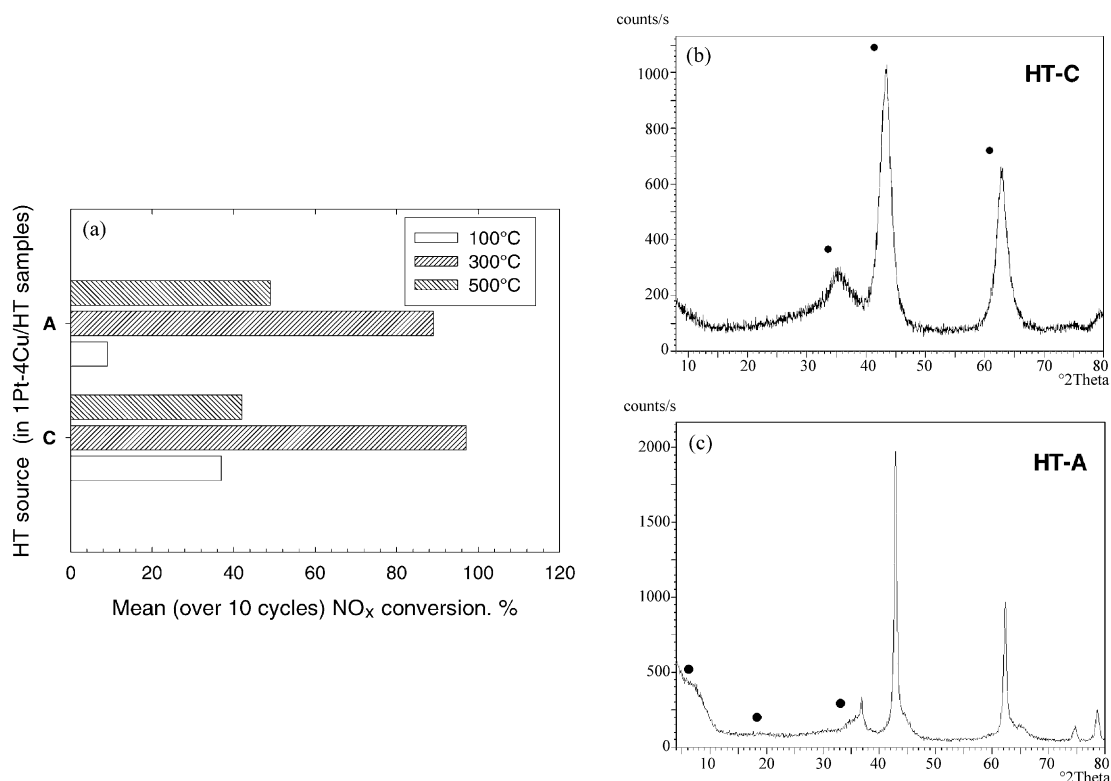 (a)
100°C
300°C
500°C
HT source (in 1Pt-4Cu/HT samples)
A
C
0 20 40 60 80 100 120
Mean (over 10 cycles) NOx conversion. %
counts/s
(b)
HT-C
1000
800
600
400
200
0
10 20 30 40 50 60 70 80
°2Theta
counts/s
(c)
HT-A
2000
1500
1000
500
0
10 20 30 40 50 60 70 80
°2Theta